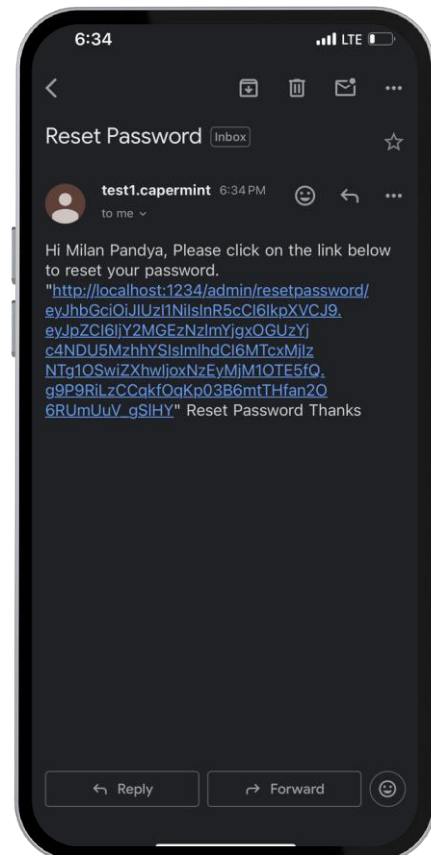 6:34
LTE
Reset Password Inbox
test1.capermint 6:34 PM
to me
Hi Milan Pandya, Please click on the link below
to reset your password.
"http://localhost:1234/admin/resetpassword/
eyJhbGciOiJIUzI1NiIsInR5cCI6IkpXVCJ9.
eyJpZCI6IjY2MGEzNzlmYjgxOGUzYj
c4NDU5MzhhYSIsImlhdCI6MTcxMjIz
NTg1OSwiZXhwIjoxNzEyMjM1OTE5fQ.
g9P9RiLzCCqkfOqKp03B6mtTHfan2O
6RUmUuV_gSlHY" Reset Password Thanks
Reply
Forward